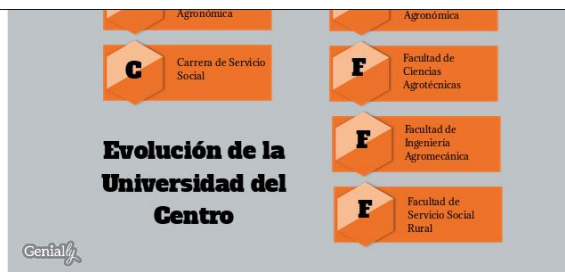 Agronómica
C
Carrera de Servicio
Social
Evolución de la
Universidad del
Centro
Agronómica
F
Facultad de
Ciencias
Agrotécnicas
F
Facultad de
Ingeniería
Agromecánica
F
Facultad de
Servicio Social
Rural
Genially